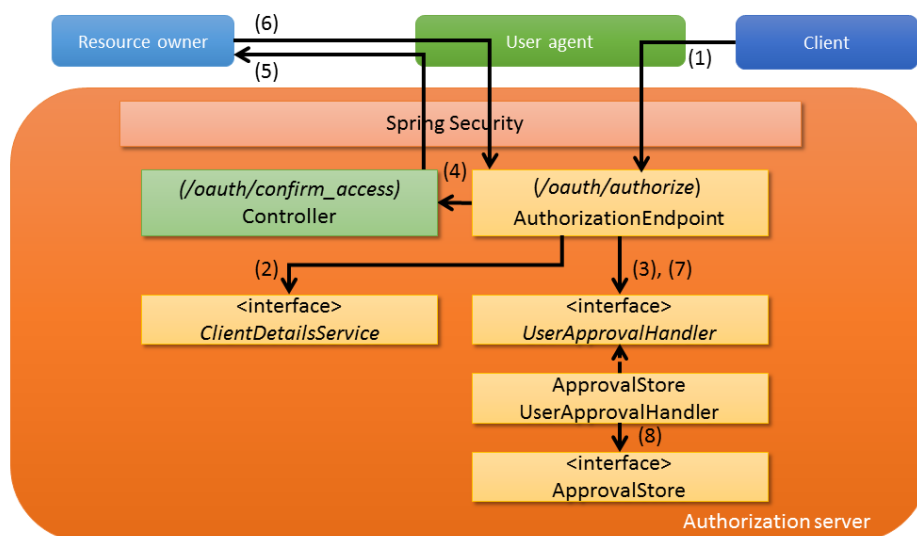 (6)
Resource owner
User agent
Client
(5)
(1)
Spring Security
(4)
(/oauth/confirm_access)
Controller
(/oauth/authorize)
AuthorizationEndpoint
(2)
(3), (7)
<interface>
ClientDetailsService
<interface>
UserApprovalHandler
ApprovalStore
UserApprovalHandler
(8)
<interface>
ApprovalStore
Authorization server